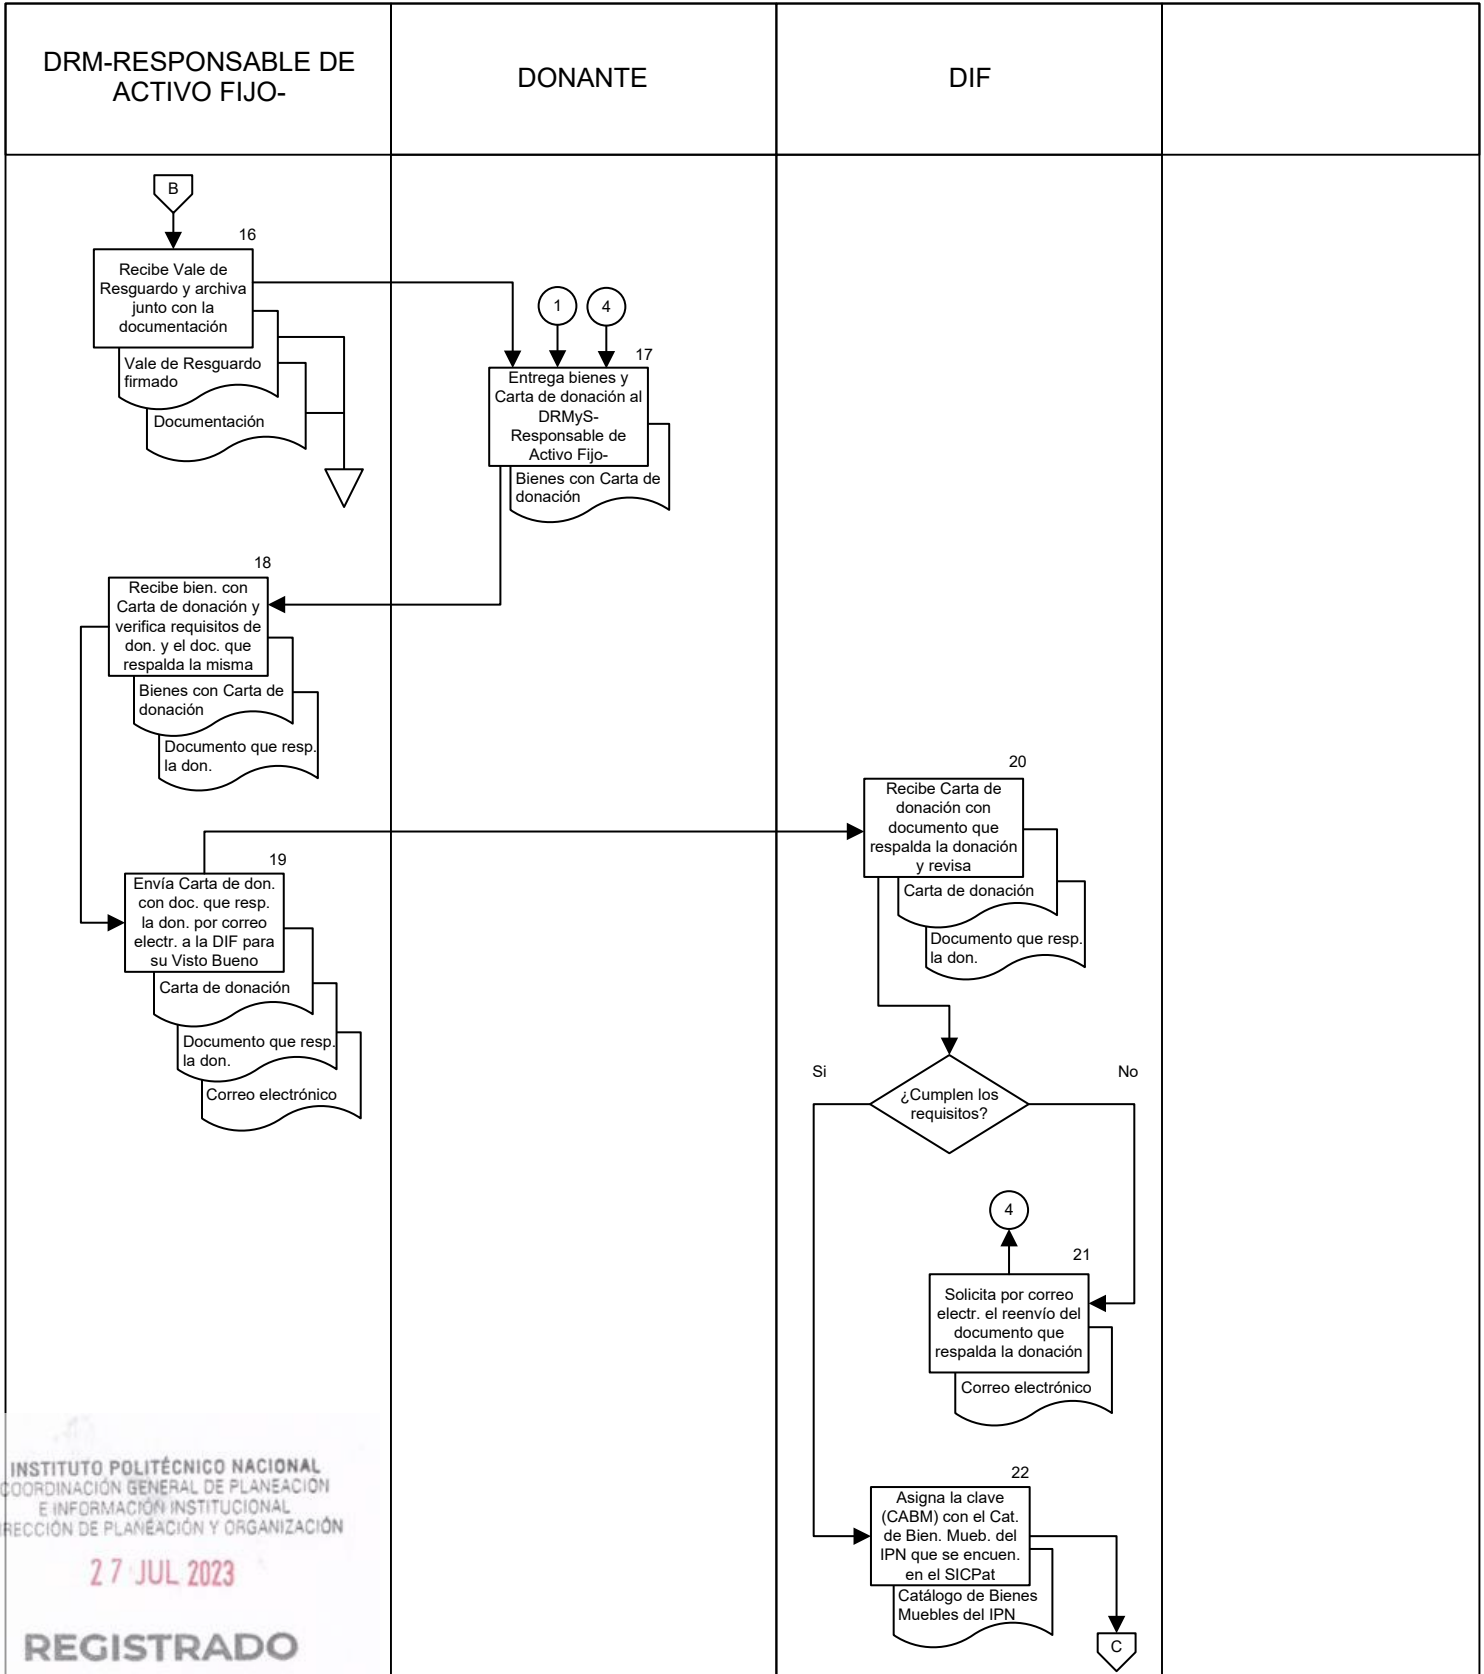 DRM-RESPONSABLE DE
ACTIVO FIJO-
DONANTE
DIF
B
16
Recibe Vale de
Resguardo y archiva
junto con la
documentación
Vale de Resguardo
firmado
Documentación
1
4
17
Entrega bienes y
Carta de donación al
DRMyS-
Responsable de
Activo Fijo-
Bienes con Carta de
donación
18
Recibe bien. con
Carta de donación y
verifica requisitos de
don. y el doc. que
respalda la misma
Bienes con Carta de
donación
Documento que resp.
la don.
19
Envía Carta de don.
con doc. que resp.
la don. por correo
electr. a la DIF para
su Visto Bueno
Carta de donación
Documento que resp.
la don.
Correo electrónico
20
Recibe Carta de
donación con
documento que
respalda la donación
y revisa
Carta de donación
Documento que resp.
la don.
Si
No
¿Cumplen los
requisitos?
4
21
Solicita por correo
electr. el reenvío del
documento que
respalda la donación
Correo electrónico
22
Asigna la clave
(CABM) con el Cat.
de Bien. Mueb. del
IPN que se encuen.
en el SICPat
Catálogo de Bienes
Muebles del IPN
C
INSTITUTO POLITÉCNICO NACIONAL
COORDINACIÓN GENERAL DE PLANEACIÓN
E INFORMACIÓN INSTITUCIONAL
IRECCIÓN DE PLANEACIÓN Y ORGANIZACIÓN
27 JUL 2023
REGISTRADO